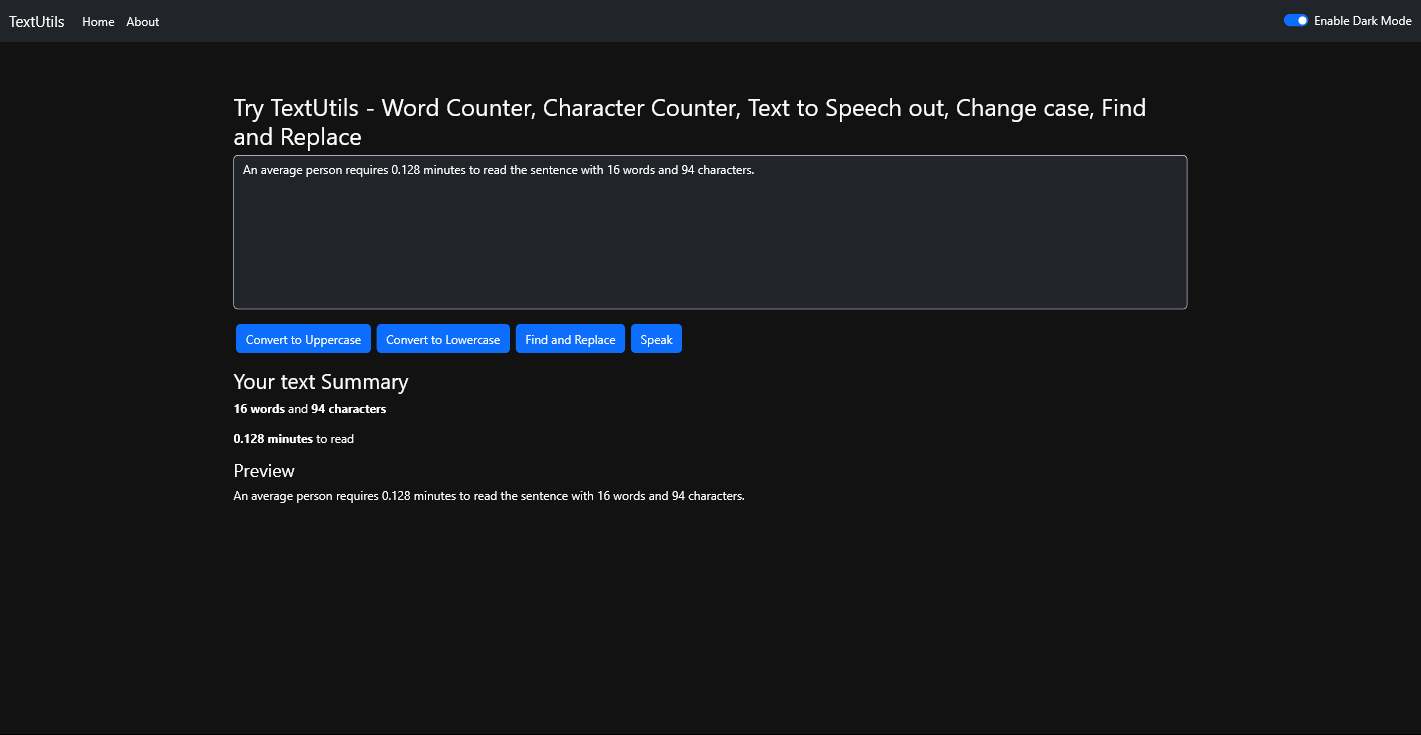 TextUtils Home About Enable Dark Mode
Try TextUtils - Word Counter, Character Counter, Text to Speech out, Change case, Find
and Replace
An average person requires 0.128 minutes to read the sentence with 16 words and 94 characters.
Convert to Uppercase Convert to Lowercase Find and Replace Speak
Your text Summary
16 words and 94 characters
0.128 minutes to read
Preview
An average person requires 0.128 minutes to read the sentence with 16 words and 94 characters.